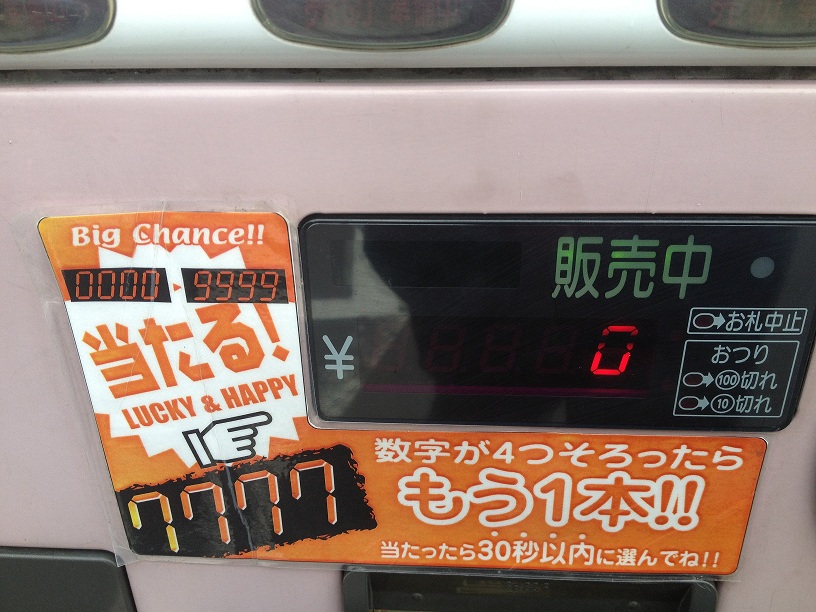 Big Chance!!
0000・9999
当たる!
LUCKY & HAPPY
7777
数字が4つそろったら
もう1本!!
当たったら30秒以内に選んでね!!
販売中
¥ 0
お札中止
おつり
100切れ
10切れ